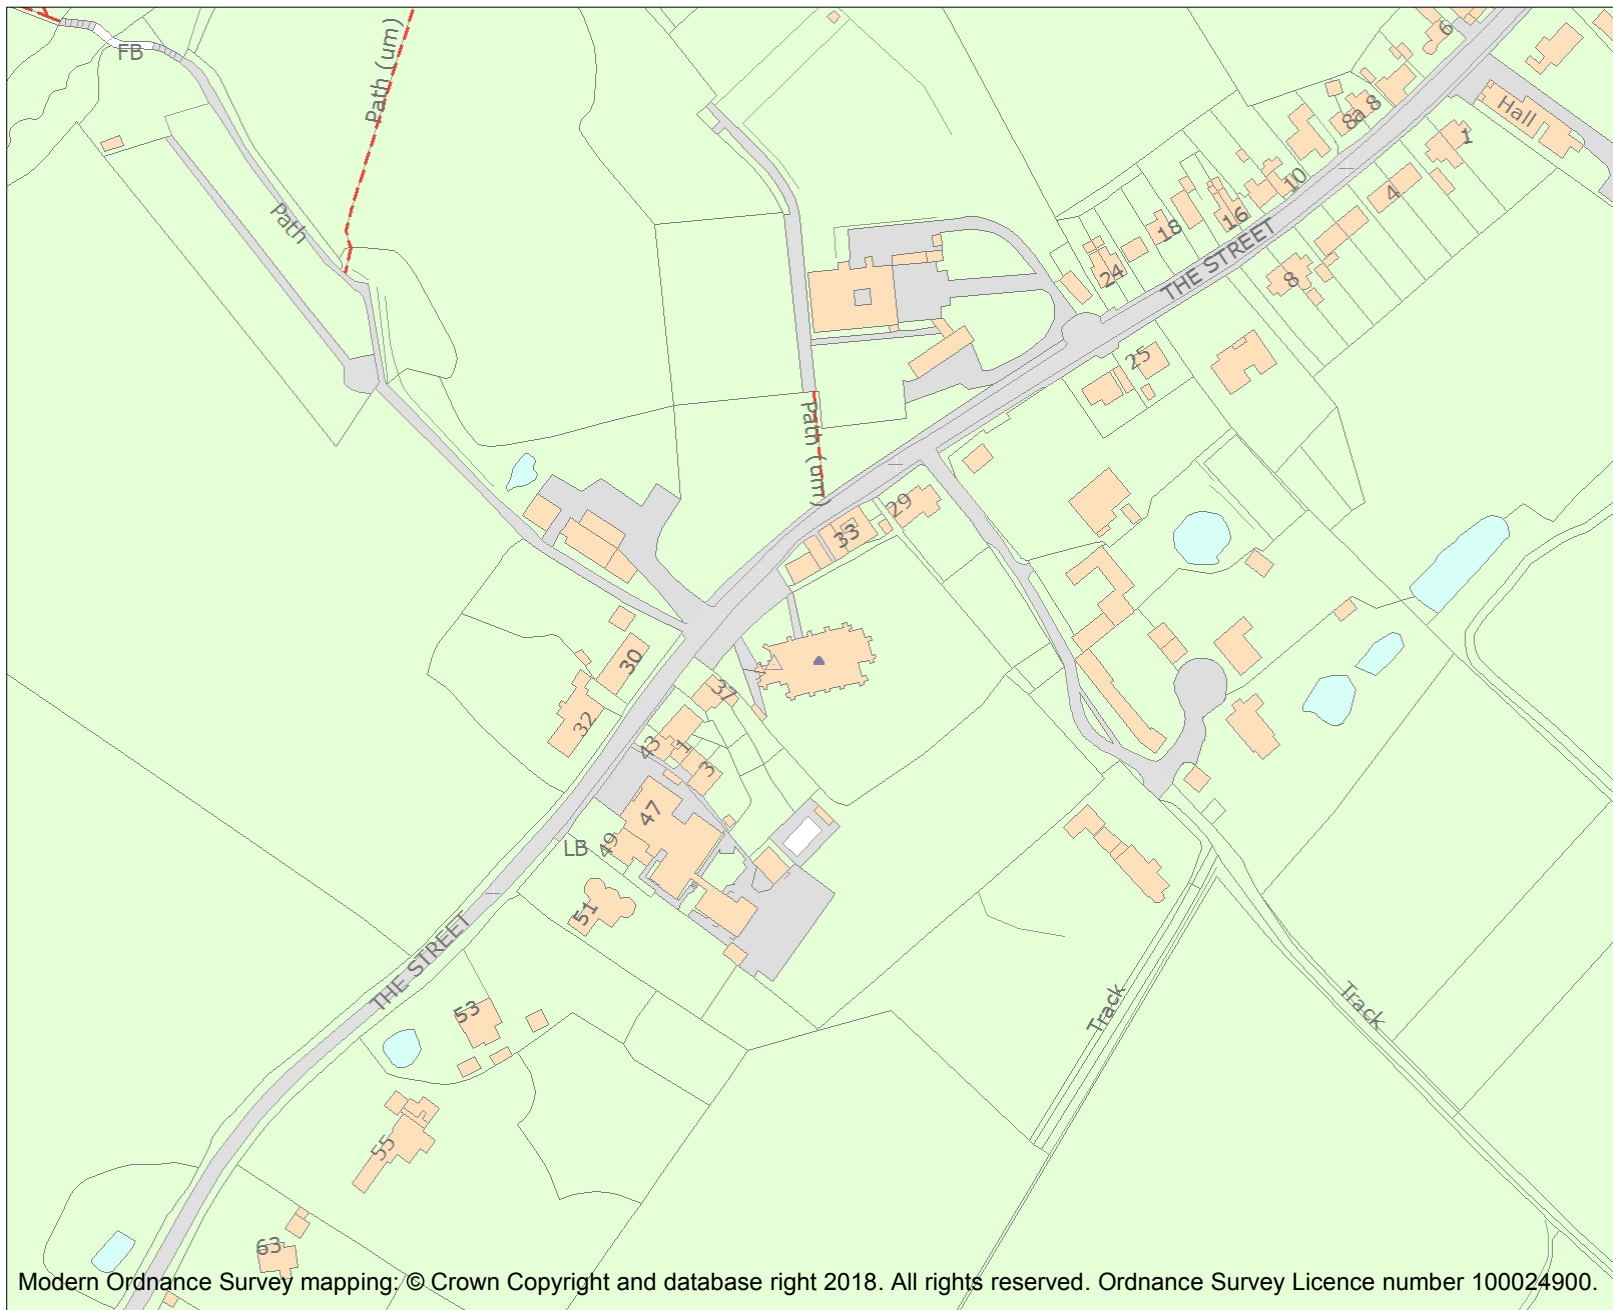 FB
Path (um)
6
8a 8
Hall
1
Path
10
4
16
18
THE STREET
24
8
25
Path (um)
29
33
30
37
32
43
1
3
47
49
LB
51
THE STREET
53
Track
Track
55
63
Modern Ordnance Survey mapping: © Crown Copyright and database right 2018. All rights reserved. Ordnance Survey Licence number 100024900.